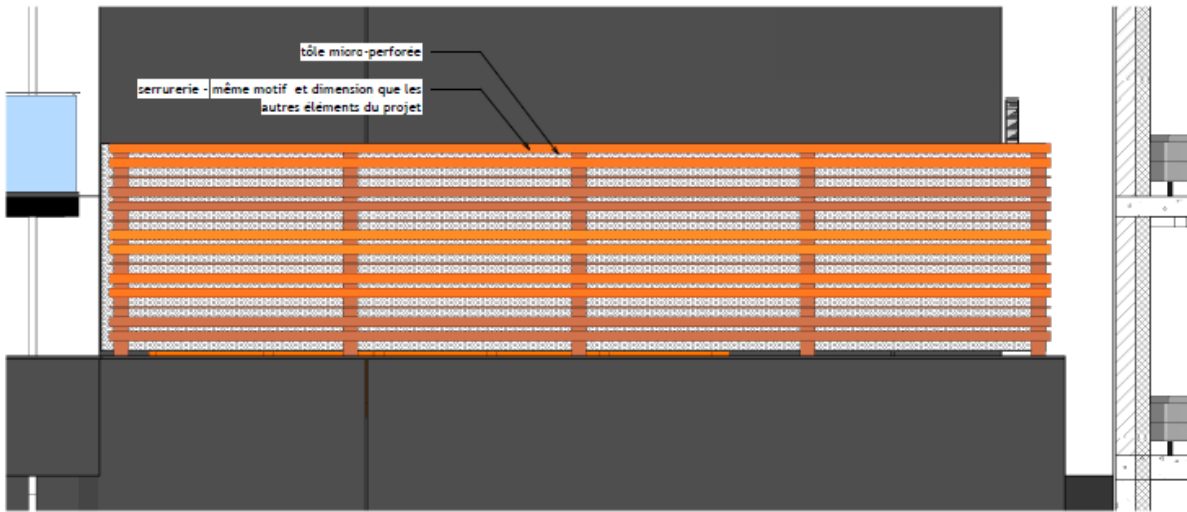 tôle micro-perforée
serrurerie - même motif et dimension que les
autres éléments du projet